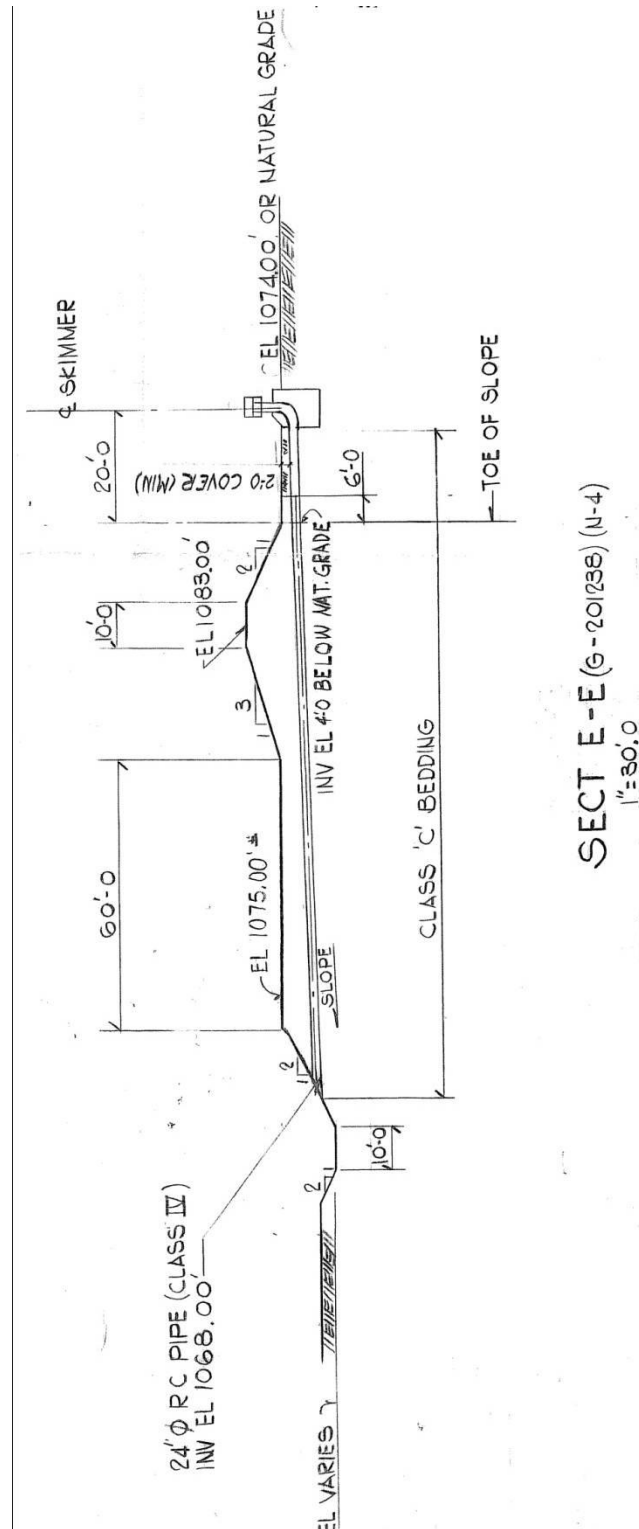 24"Φ RC PIPE (CLASS IV)
INV EL 1068.00'
EL VARIES
2
1
10'-0
2
1
60'-0
EL 1075.00' ±
SLOPE
3
1
EL 1083.00'
10'-0
2
1
20'-0
℄ SKIMMER
2'-0 COVER (MIN)
INV EL 4'-0 BELOW NAT. GRADE
6'-0
EL 1074.00' OR NATURAL GRADE
TOE OF SLOPE
CLASS 'C' BEDDING
SECT E-E (G-201238) (N-4)
1"=30'.0